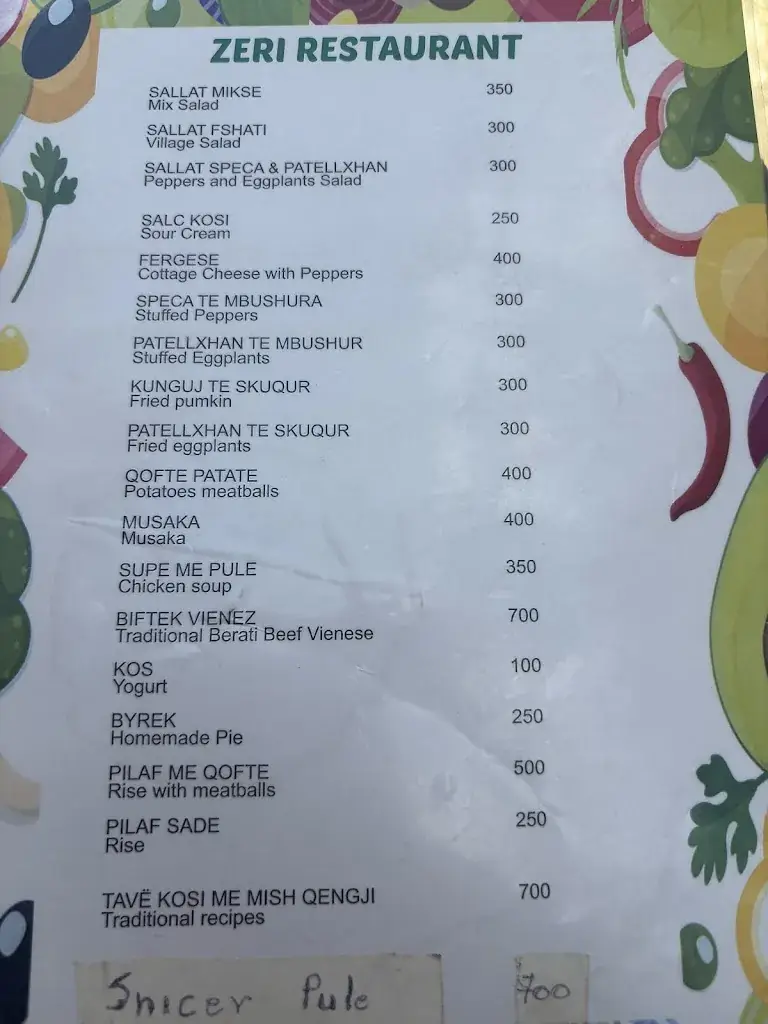 ZERI RESTAURANT
SALLAT MIKSE 350
Mix Salad
SALLAT FSHATI 300
Village Salad
SALLAT SPECA & PATELLXHAN 300
Peppers and Eggplants Salad
SALC KOSI 250
Sour Cream
FERGESE 400
Cottage Cheese with Peppers
SPECA TE MBUSHURA 300
Stuffed Peppers
PATELLXHAN TE MBUSHUR 300
Stuffed Eggplants
KUNGUJ TE SKUQUR 300
Fried pumkin
PATELLXHAN TE SKUQUR 300
Fried eggplants
QOFTE PATATE 400
Potatoes meatballs
MUSAKA 400
Musaka
SUPE ME PULE 350
Chicken soup
BIFTEK VIENEZ 700
Traditional Berati Beef Vienese
KOS 100
Yogurt
BYREK 250
Homemade Pie
PILAF ME QOFTE 500
Rise with meatballs
PILAF SADE 250
Rise
TAVË KOSI ME MISH QENGJI 700
Traditional recipes
Shicer Pule 700